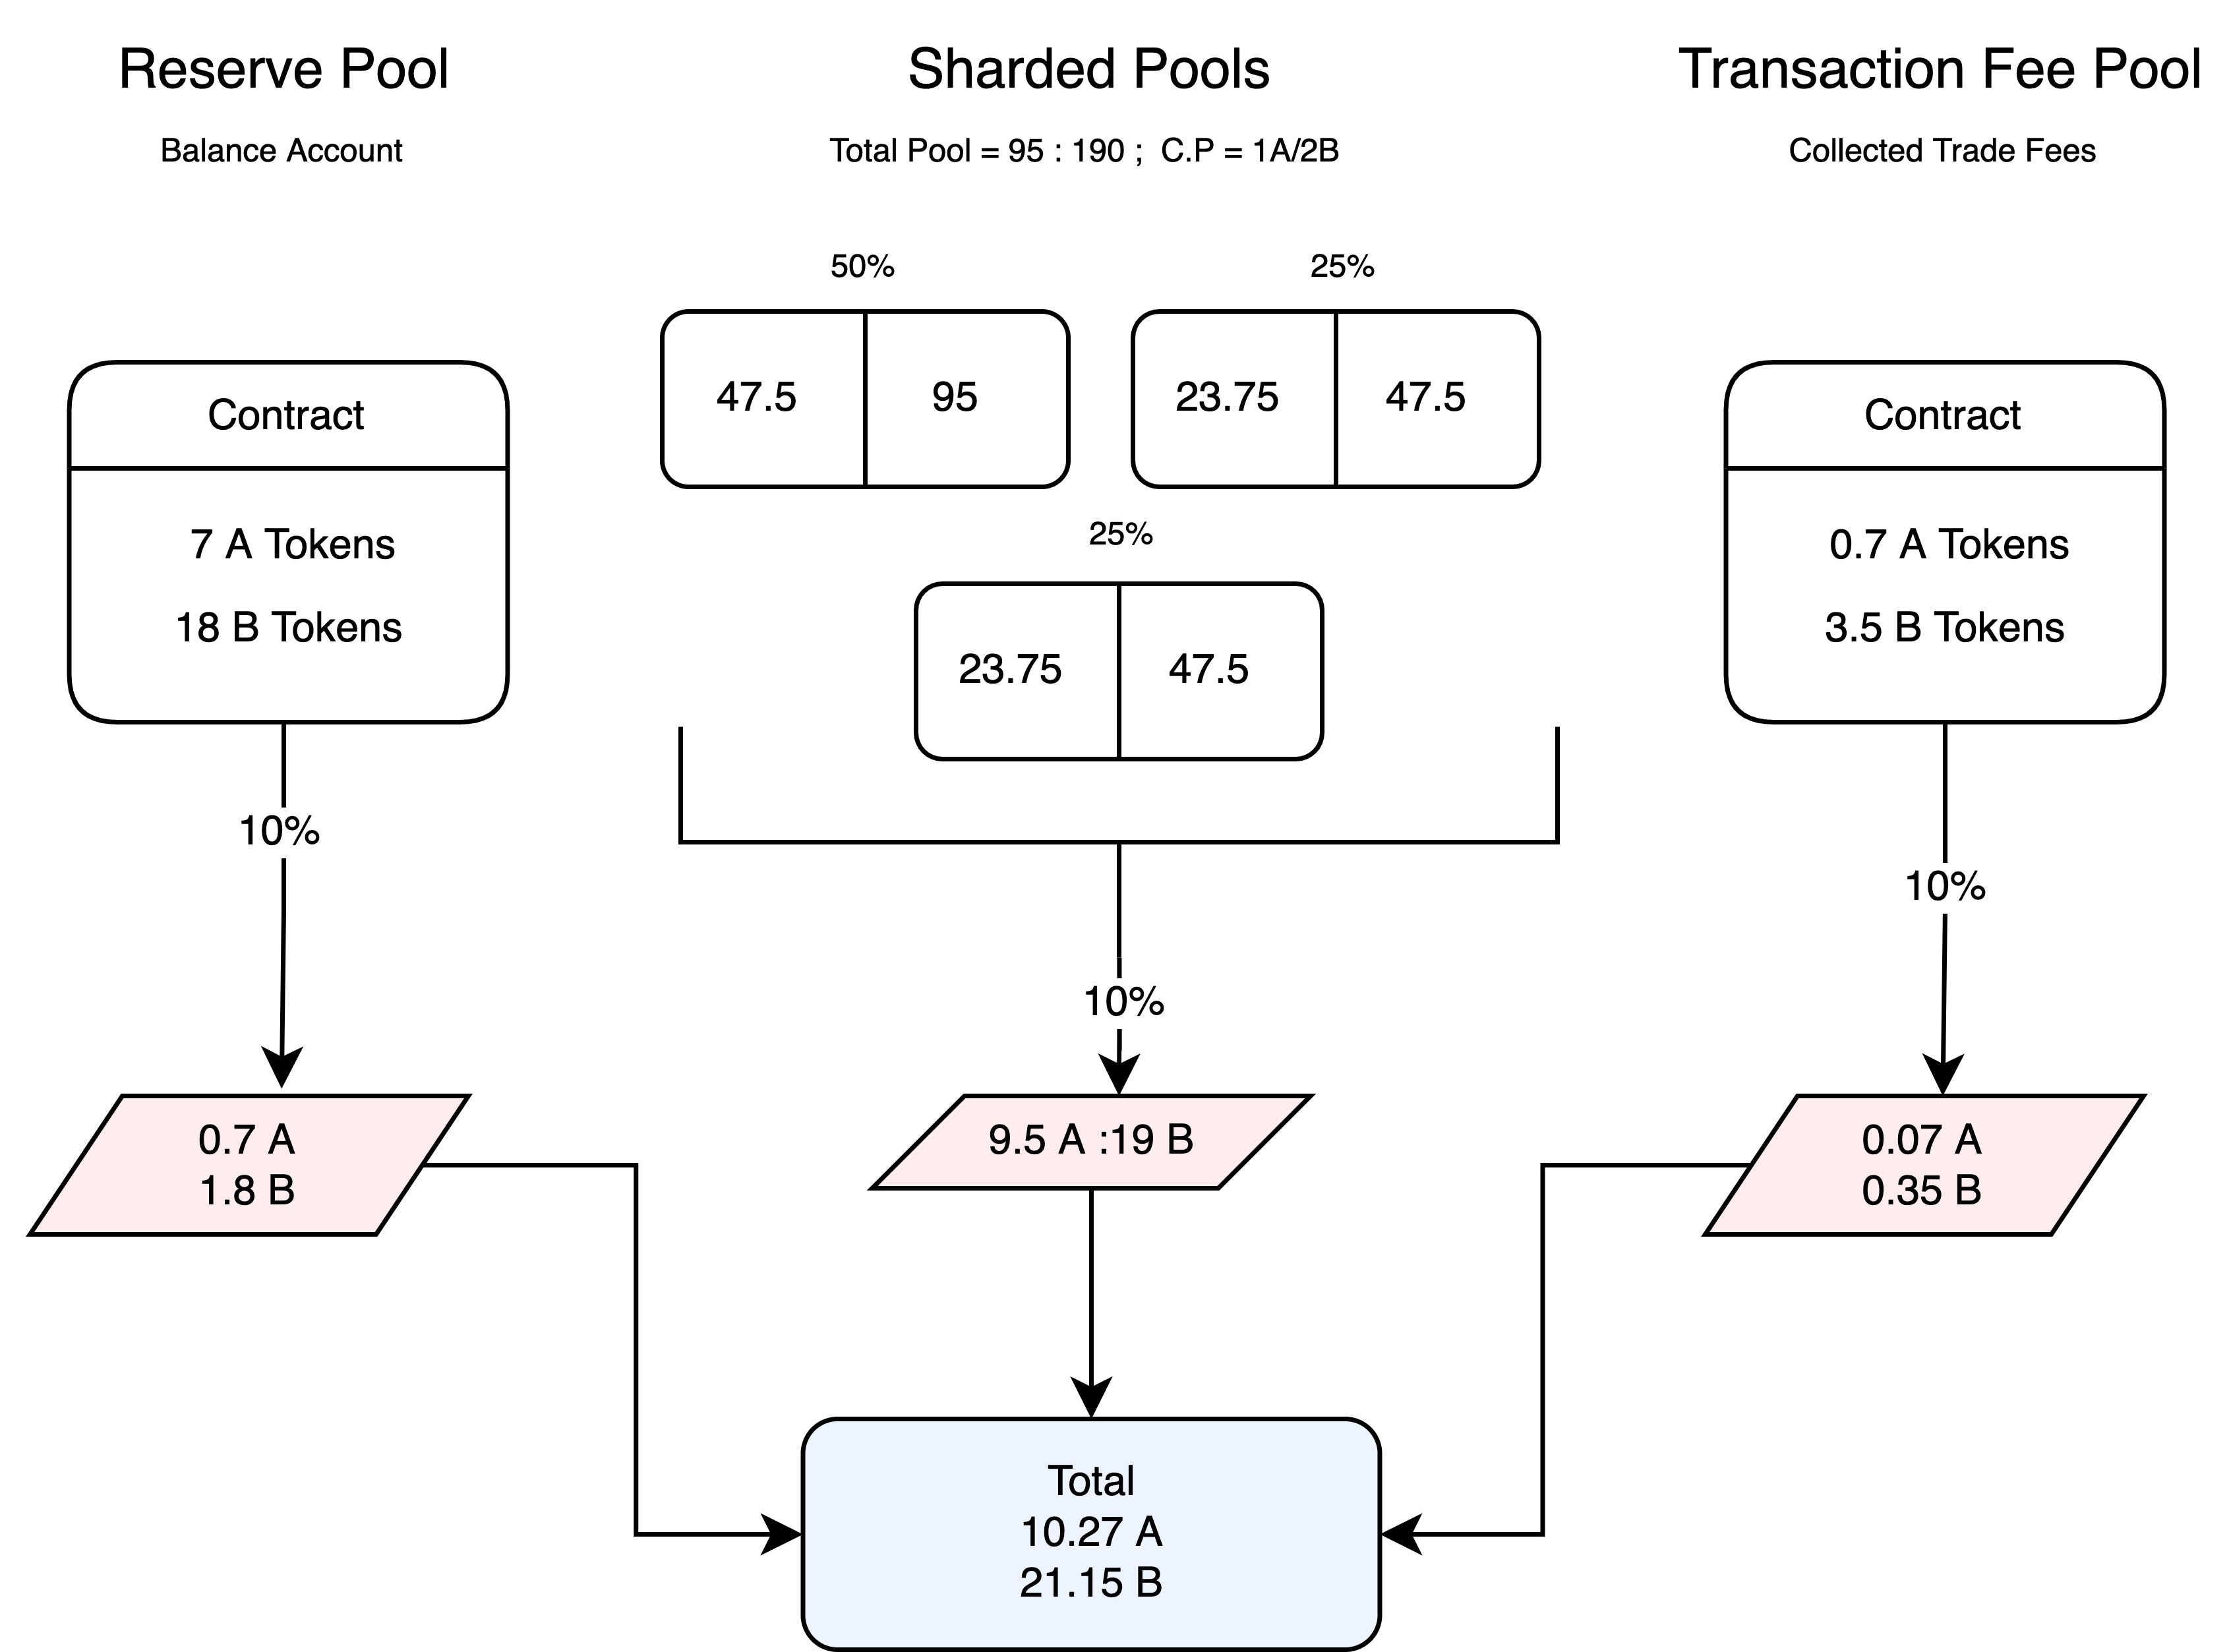 Reserve Pool
Balance Account
Contract
7 A Tokens
18 B Tokens
10%
0.7 A
1.8 B
Sharded Pools
Total Pool = 95 : 190 ;  C.P = 1A/2B
50%
47.5
95
25%
23.75
47.5
25%
23.75
47.5
10%
9.5 A :19 B
Transaction Fee Pool
Collected Trade Fees
Contract
0.7 A Tokens
3.5 B Tokens
10%
0.07 A
0.35 B
Total
10.27 A
21.15 B